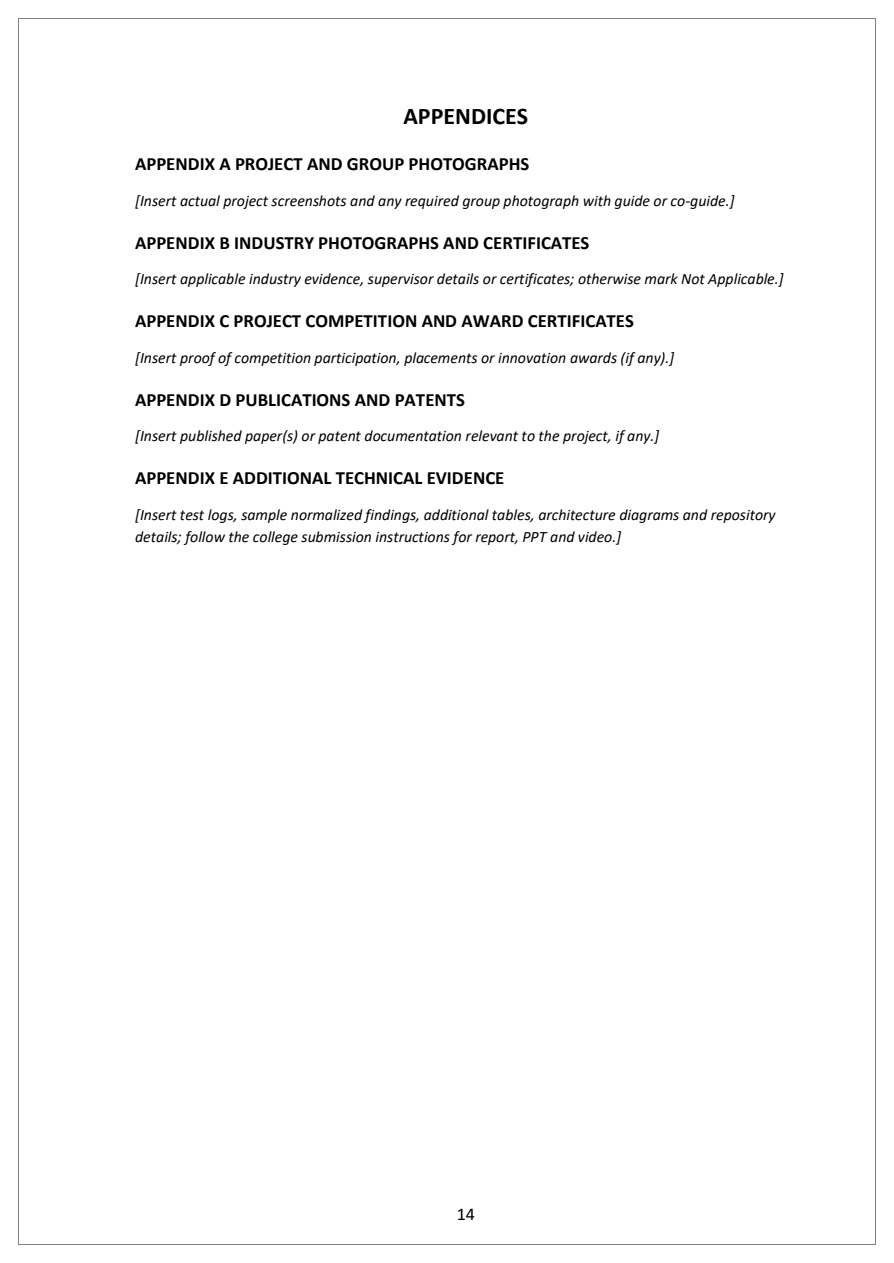 APPENDICES
APPENDIX A PROJECT AND GROUP PHOTOGRAPHS
[Insert actual project screenshots and any required group photograph with guide or co-guide.]
APPENDIX B INDUSTRY PHOTOGRAPHS AND CERTIFICATES
[Insert applicable industry evidence, supervisor details or certificates; otherwise mark Not Applicable.]
APPENDIX C PROJECT COMPETITION AND AWARD CERTIFICATES
[Insert proof of competition participation, placements or innovation awards (if any).]
APPENDIX D PUBLICATIONS AND PATENTS
[Insert published paper(s) or patent documentation relevant to the project, if any.]
APPENDIX E ADDITIONAL TECHNICAL EVIDENCE
[Insert test logs, sample normalized findings, additional tables, architecture diagrams and repository
details; follow the college submission instructions for report, PPT and video.]
14